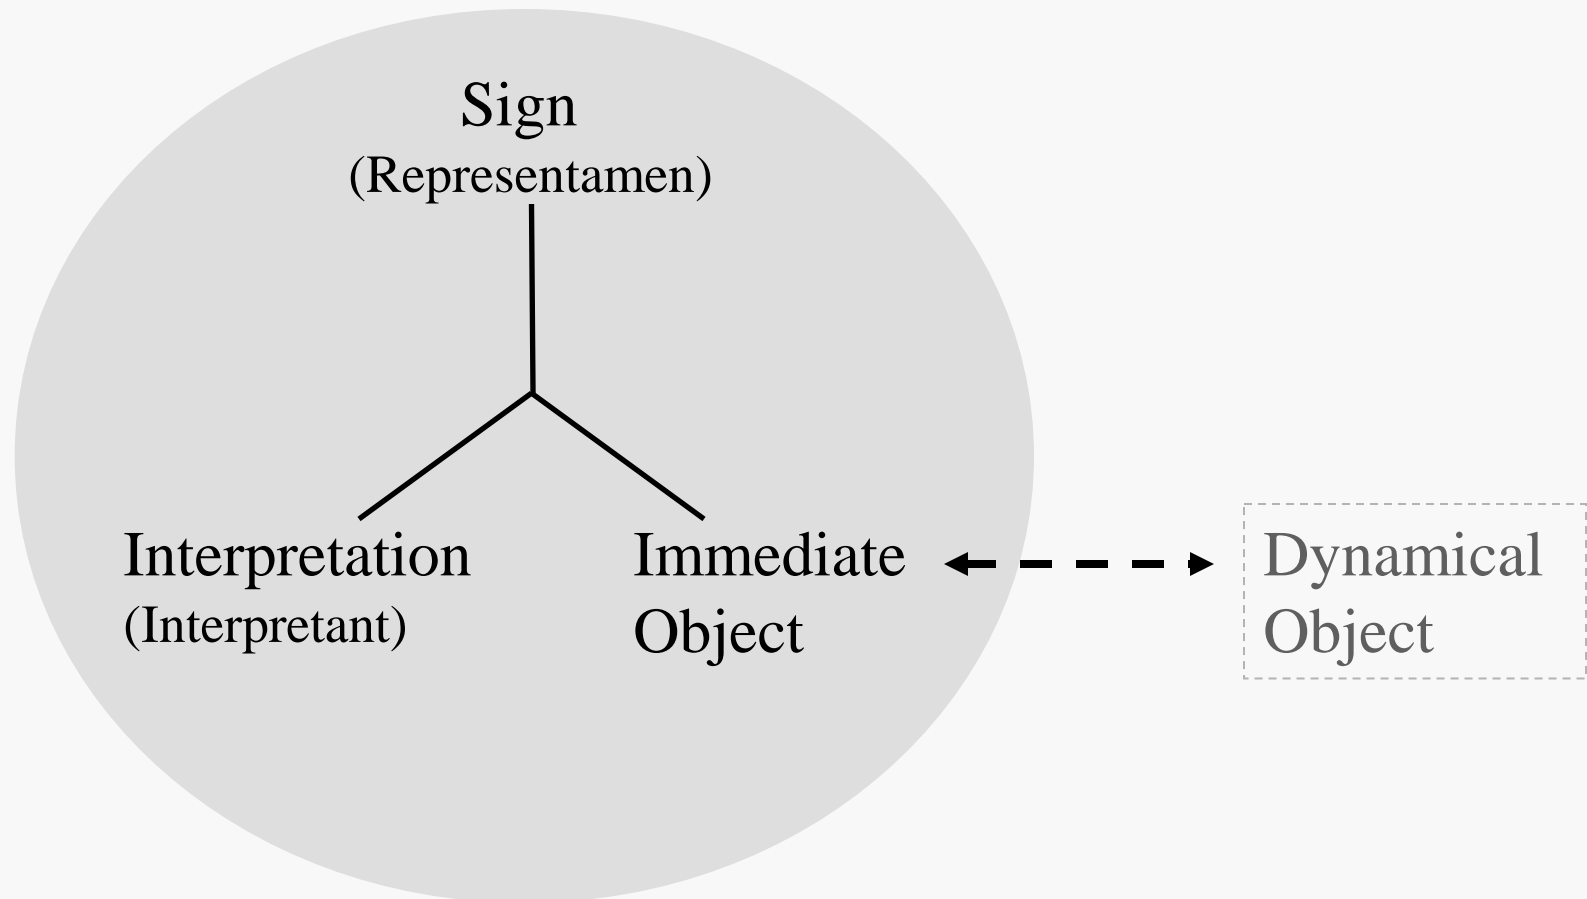 Sign
(Representamen)
Interpretation
(Interpretant)
Immediate
Object
Dynamical
Object